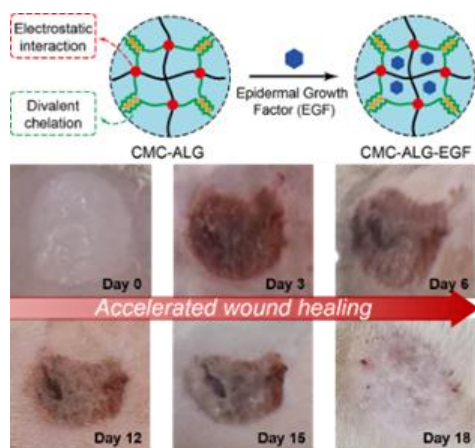 Electrostatic
interaction
Divalent
chelation
Epidermal Growth
Factor (EGF)
CMC-ALG
CMC-ALG-EGF
Day 0
Day 3
Day 6
Accelerated wound healing
Day 12
Day 15
Day 18